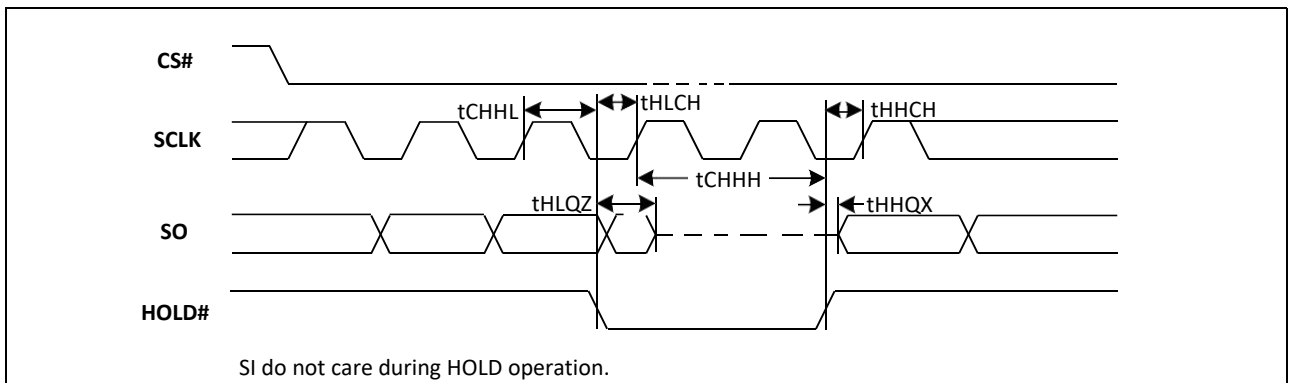 CS#
tCHHL
tHLCH
tHHCH
SCLK
tCHHH
tHLQZ
tHHQX
SO
HOLD#
SI do not care during HOLD operation.